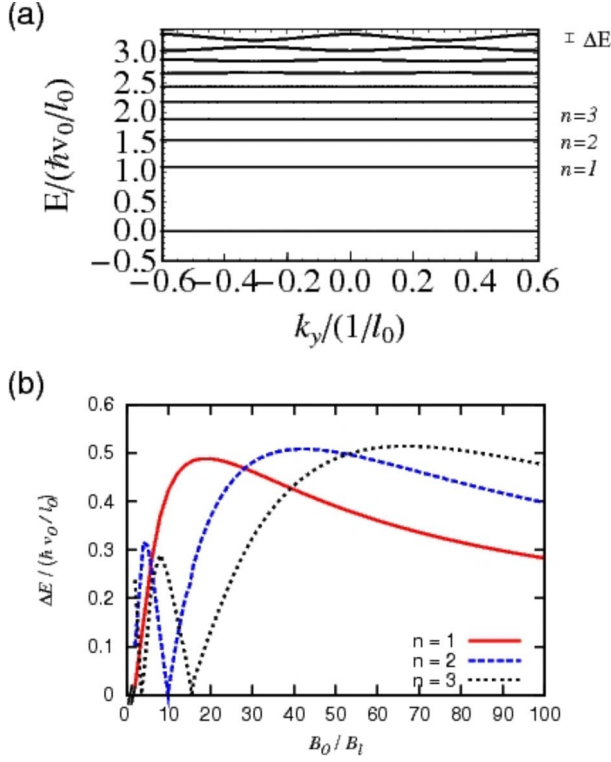 (a)
3.0
2.5
2.0
1.5
1.0
0.5
0.0
−0.5
E/(ħv₀/l₀)
ΔE
n=3
n=2
n=1
−0.6 −0.4 −0.2 0.0 0.2 0.4 0.6
k_y/(1/l₀)
(b)
0.6
0.5
0.4
0.3
0.2
0.1
0
ΔE / (ħ v₀ / l₀)
n = 1
n = 2
n = 3
0 10 20 30 40 50 60 70 80 90 100
B₀ / B_l